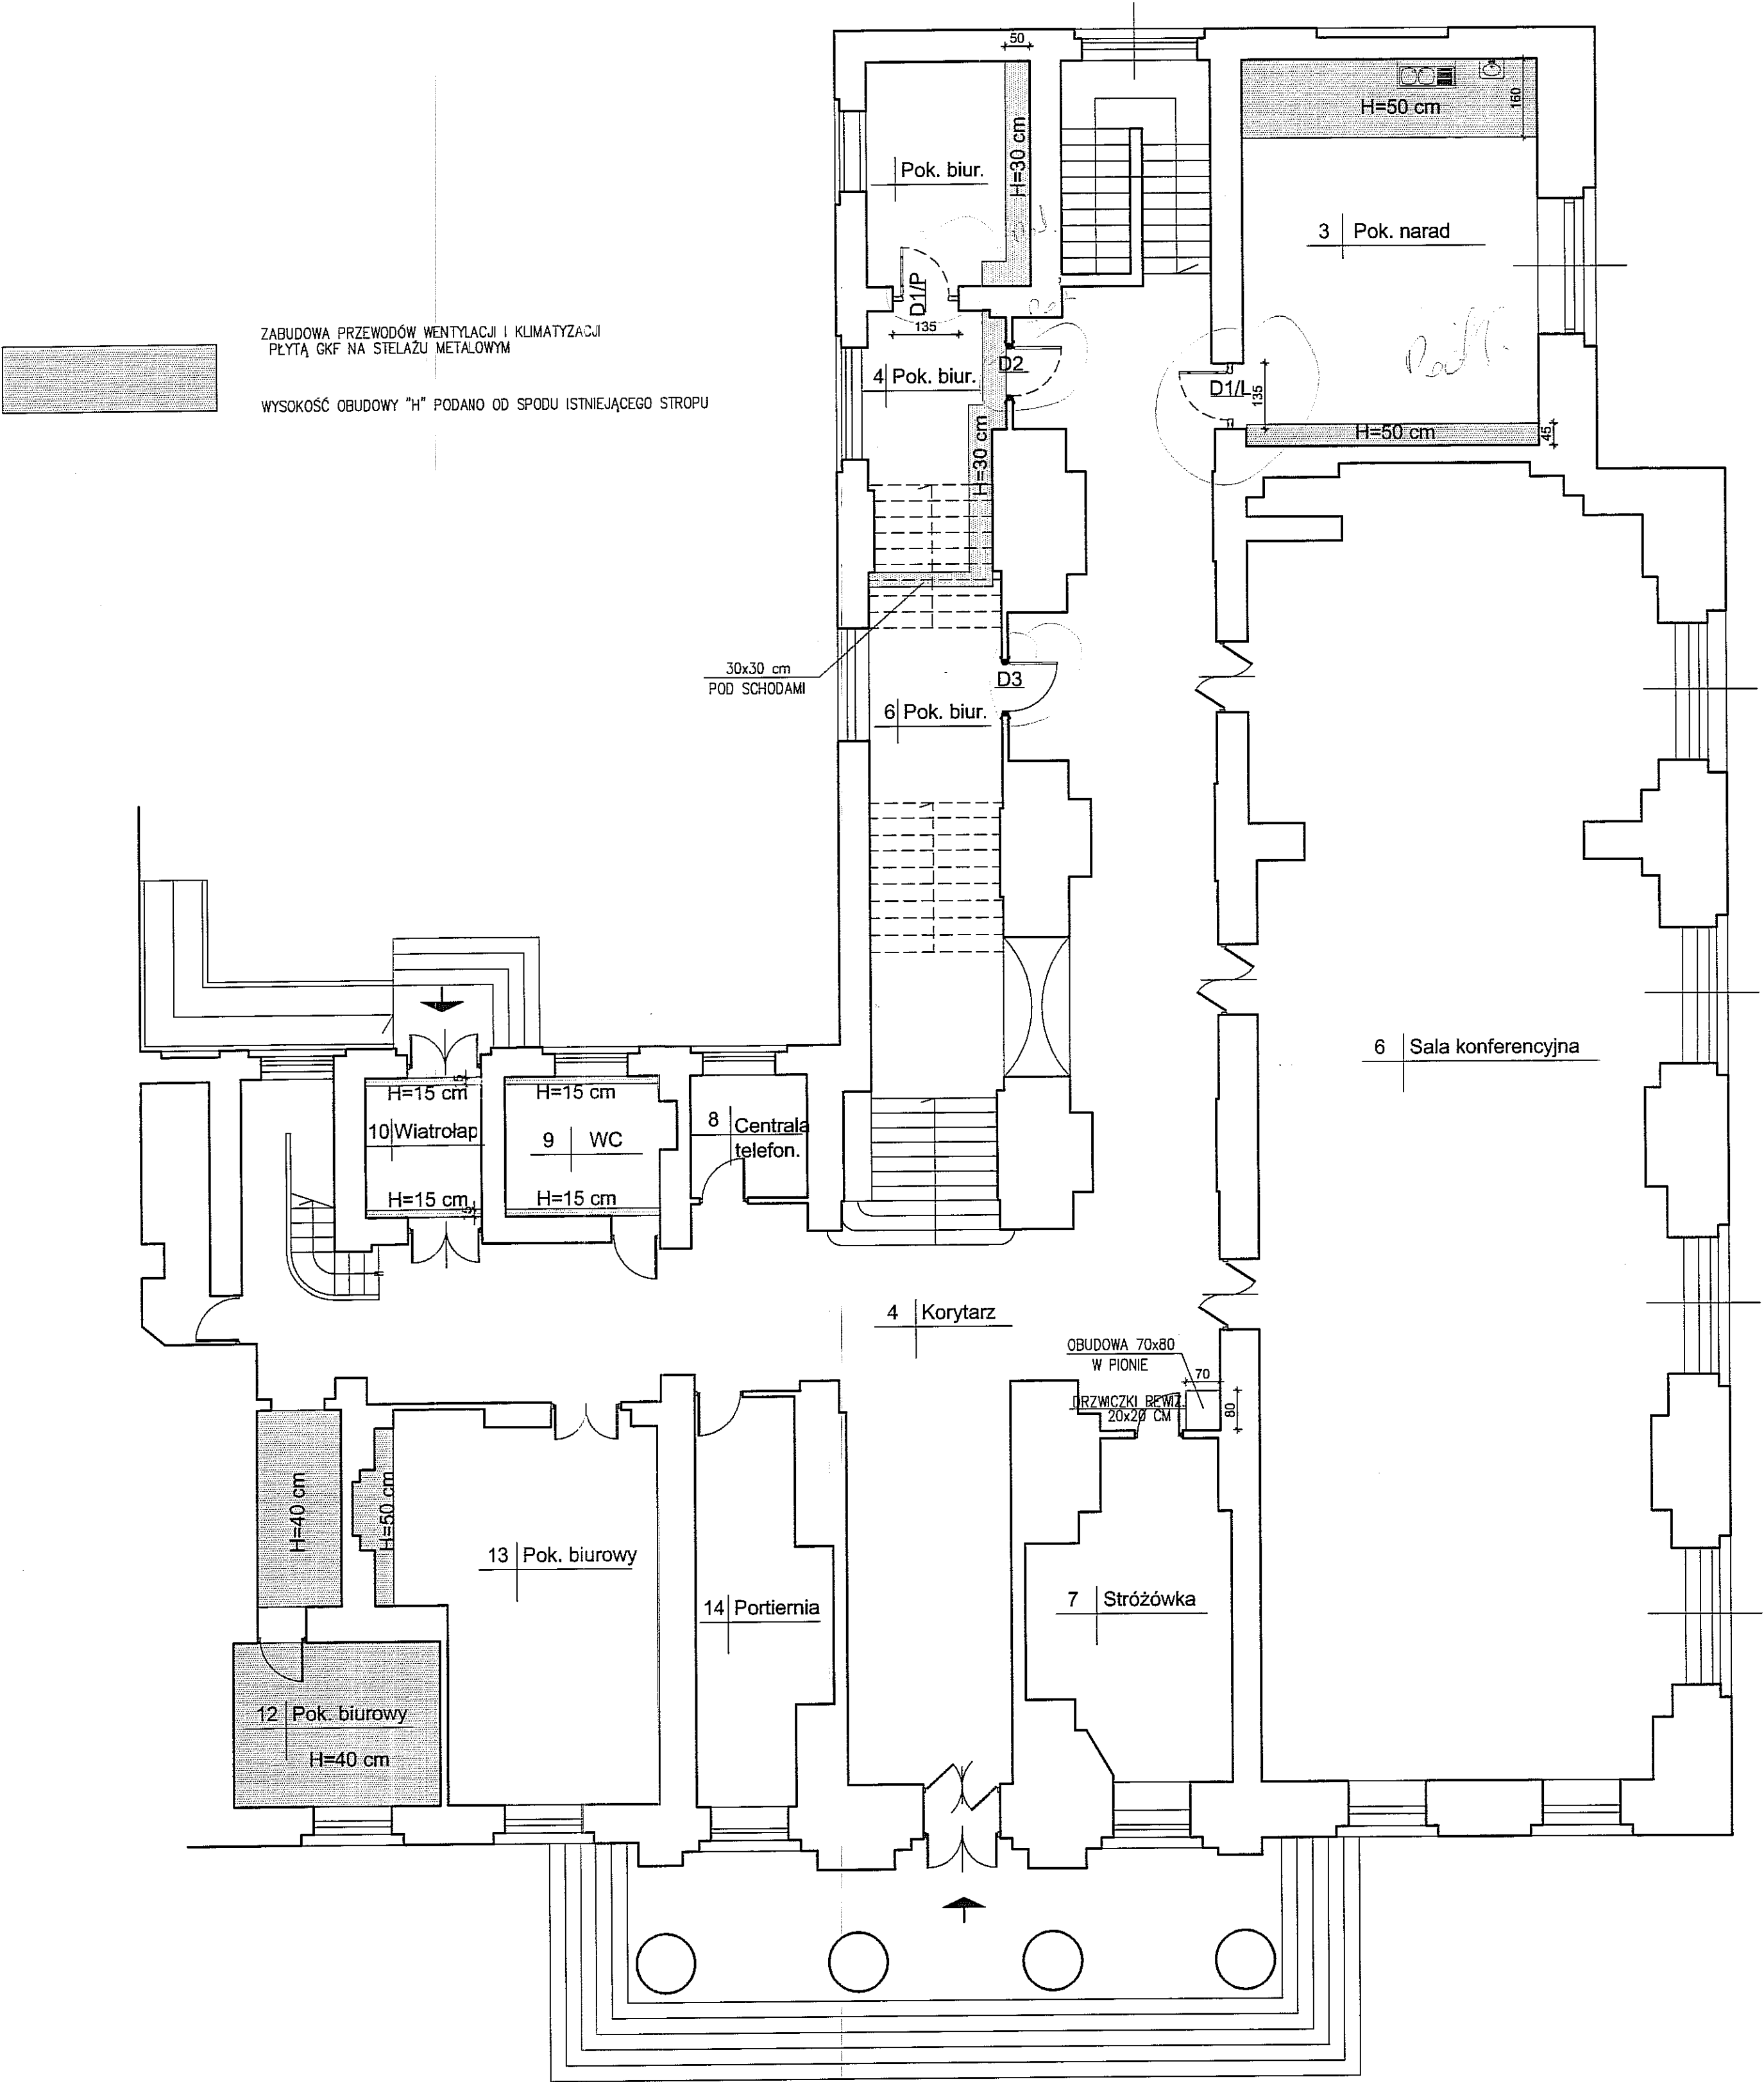 50
H=50 cm
160
Pok. biur.
H=30 cm
3 Pok. narad
D1/P
135
ZABUDOWA PRZEWODÓW WENTYLACJI I KLIMATYZACJI
PŁYTĄ GKF NA STELAŻU METALOWYM
WYSOKOŚĆ OBUDOWY "H" PODANO OD SPODU ISTNIEJĄCEGO STROPU
D2
4 Pok. biur.
D1/L
135
H=50 cm
45
H=30 cm
30x30 cm
POD SCHODAMI
D3
6 Pok. biur.
6 Sala konferencyjna
H=15 cm
5
H=15 cm
10 Wiatrołap
9 WC
8 Centrala
telefon.
H=15 cm
5
H=15 cm
4 Korytarz
OBUDOWA 70x80
W PIONIE
70
DRZWICZKI REWIZ.
20x20 CM
80
H=40 cm
H=50 cm
13 Pok. biurowy
14 Portiernia
7 Stróżówka
12 Pok. biurowy
H=40 cm